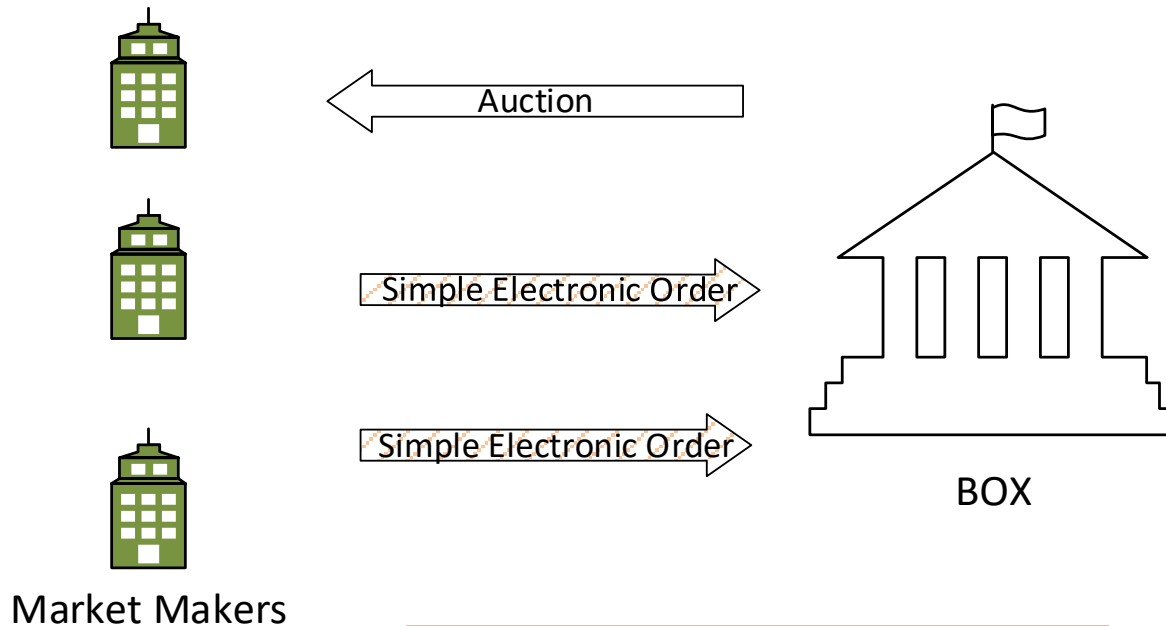 Auction
Simple Electronic Order
Simple Electronic Order
BOX
Market Makers